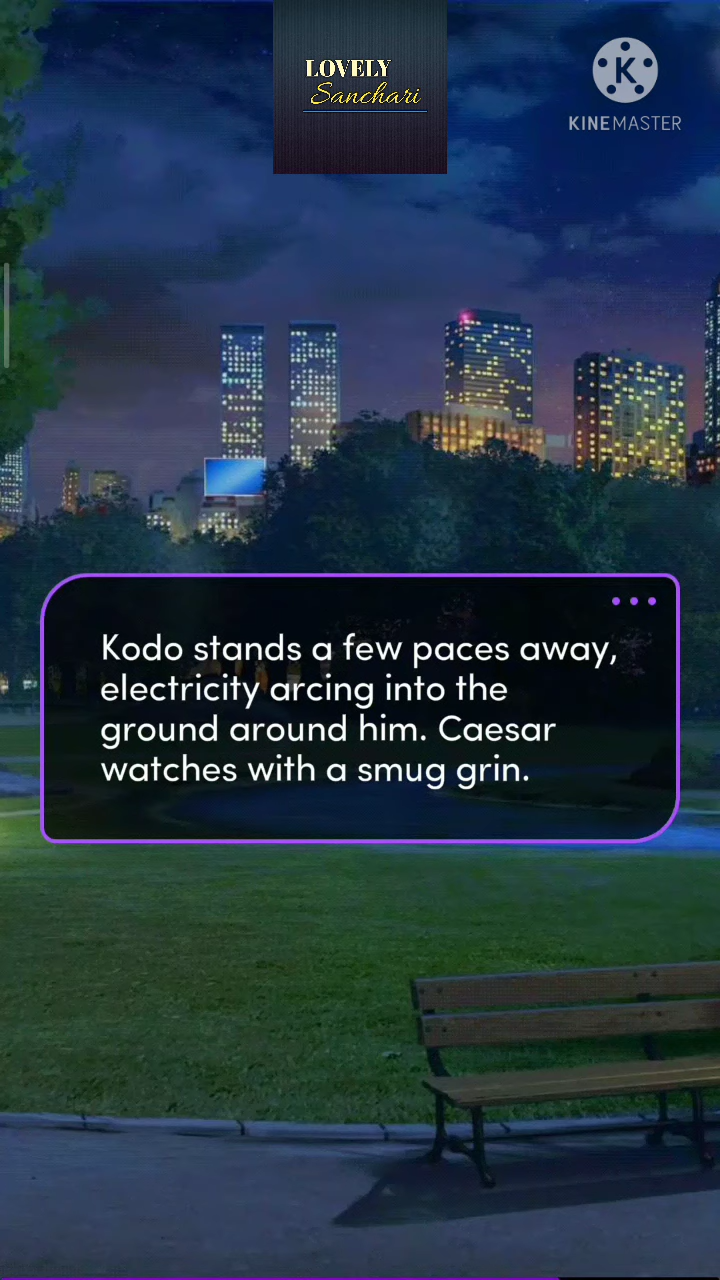 LOVELY
Sanchari
K
KINEMASTER
Kodo stands a few paces away,
electricity arcing into the
ground around him. Caesar
watches with a smug grin.